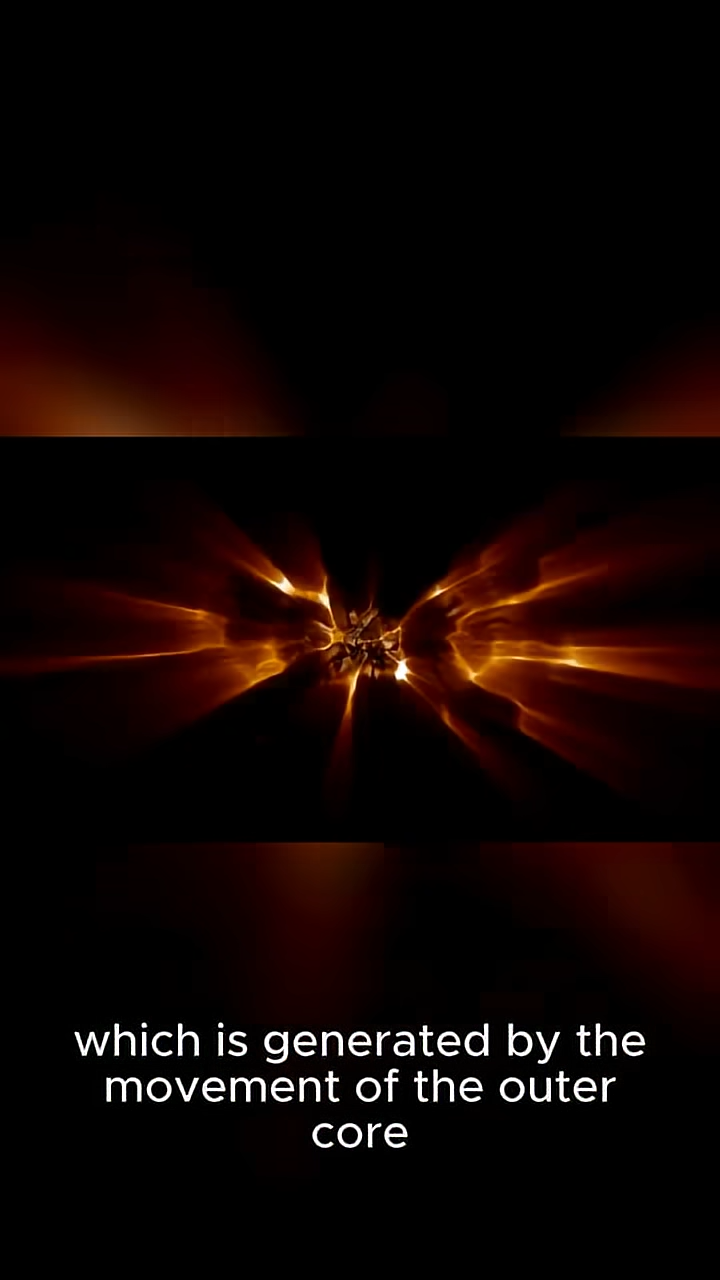 which is generated by the
movement of the outer
core